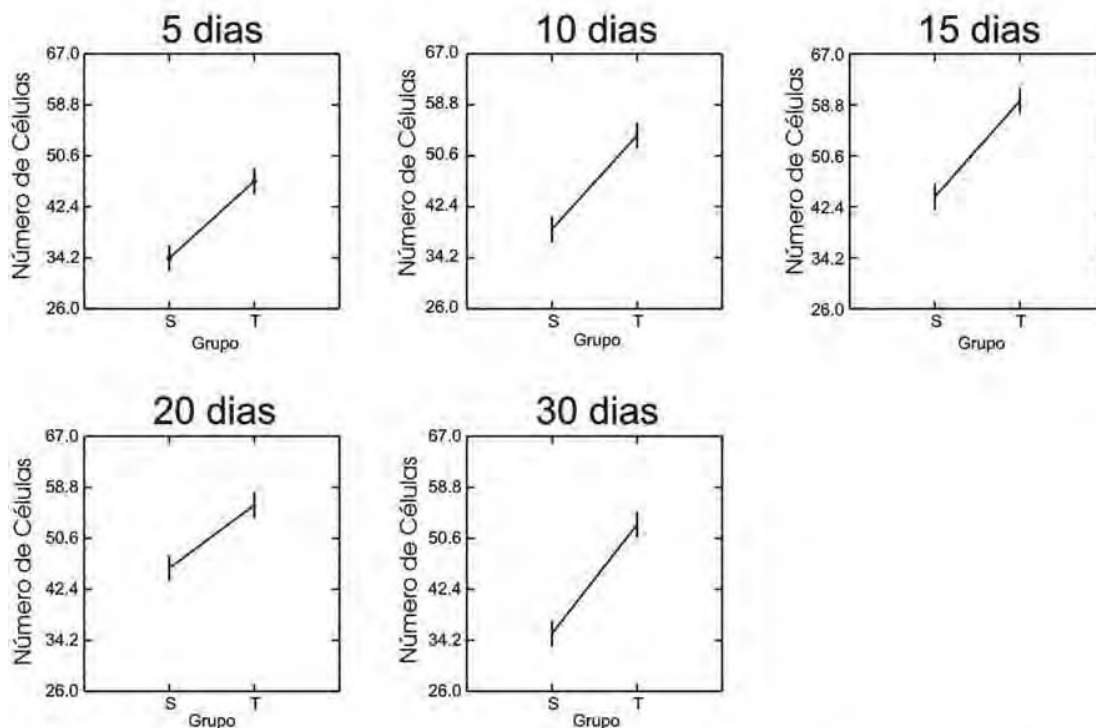 5 dias
Número de Células
67.0
58.8
50.6
42.4
34.2
26.0
S T
Grupo
10 dias
Número de Células
67.0
58.8
50.6
42.4
34.2
26.0
S T
Grupo
15 dias
Número de Células
67.0
58.8
50.6
42.4
34.2
26.0
S T
Grupo
20 dias
Número de Células
67.0
58.8
50.6
42.4
34.2
26.0
S T
Grupo
30 dias
Número de Células
67.0
58.8
50.6
42.4
34.2
26.0
S T
Grupo